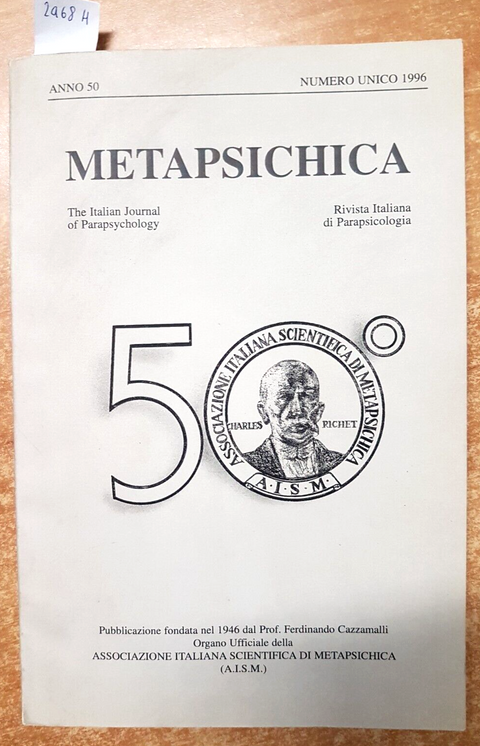 2968 H
ANNO 50
NUMERO UNICO 1996
METAPSICHICA
The Italian Journal
of Parapsychology
Rivista Italiana
di Parapsicologia
50°
ASSOCIAZIONE ITALIANA SCIENTIFICA DI METAPSICHICA
CHARLES RICHET
A·I·S·M·
Pubblicazione fondata nel 1946 dal Prof. Ferdinando Cazzamalli
Organo Ufficiale della
ASSOCIAZIONE ITALIANA SCIENTIFICA DI METAPSICHICA
(A.I.S.M.)